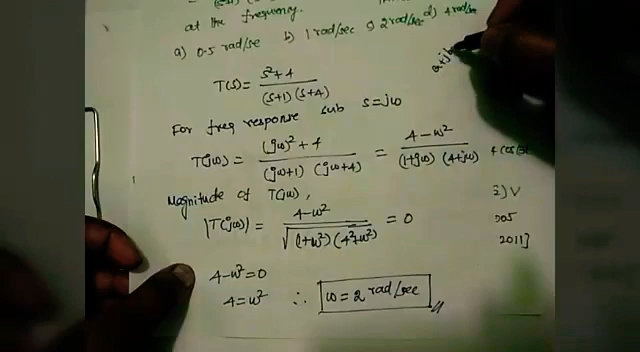 at the frequency.
a) 0.5 rad/se b) 1 rad/sec c) 2 rad/sec d) 4 rad/se
T(s) = s²+4 / (s+1)(s+4)
For freq response sub s=jω
T(jω) = (jω)²+4 / (jω+1) (jω+4) = 4-ω² / (1+jω) (4+jω)
Magnitude of T(jω),
|T(jω)| = 4-ω² / √(1+ω²)(4²+ω²) = 0
4-ω²=0
4=ω² ∴ ω=2 rad/sec
2) V
2011]